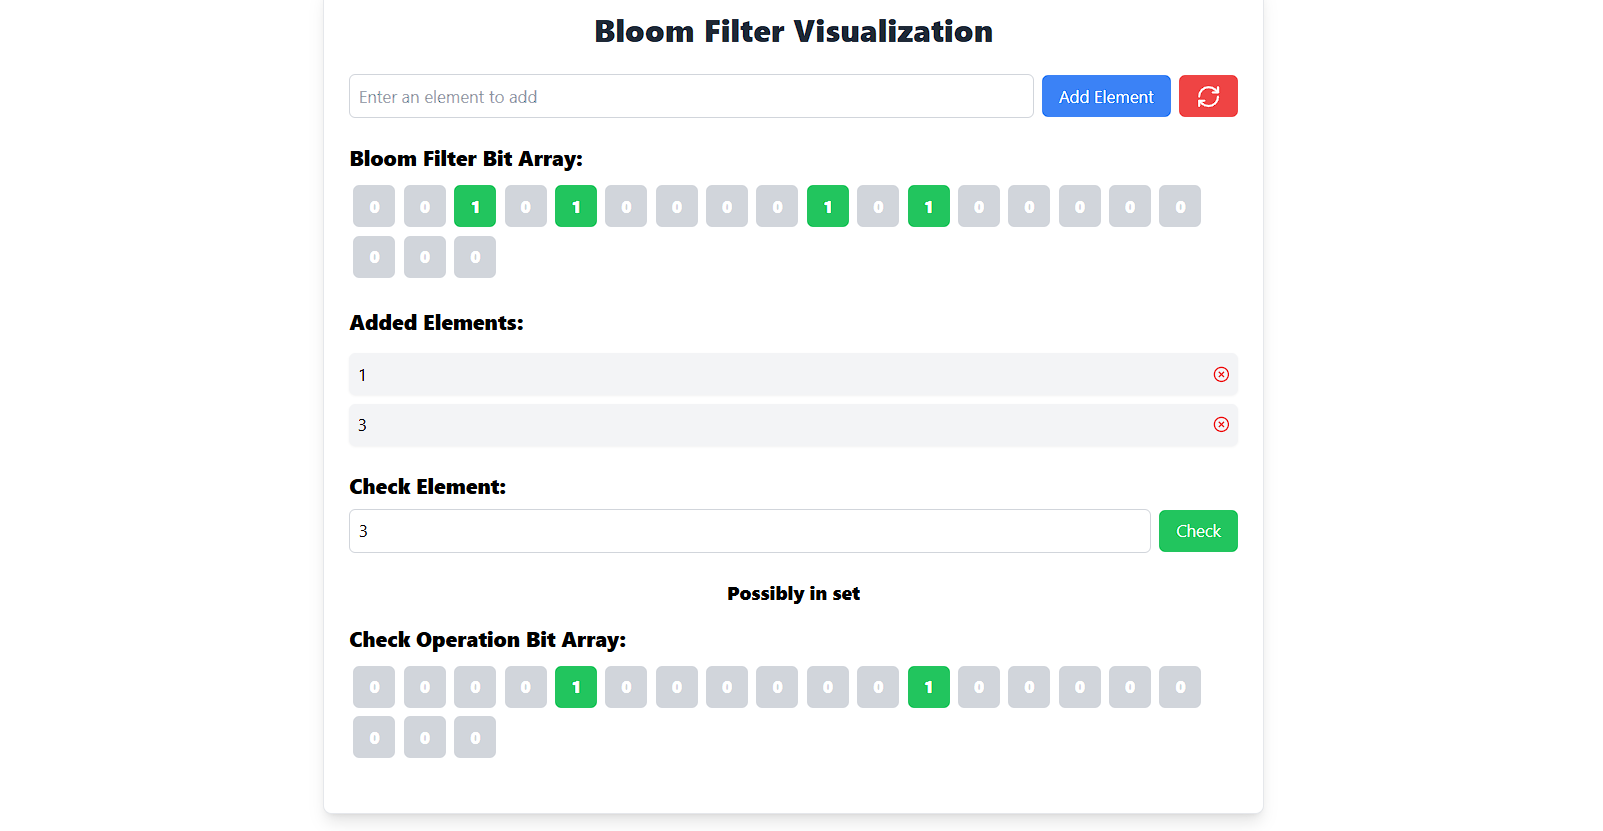 Bloom Filter Visualization
Enter an element to add
Add Element
Bloom Filter Bit Array:
0 0 1 0 1 0 0 0 0 1 0 1 0 0 0 0 0
0 0 0
Added Elements:
1
3
Check Element:
3
Check
Possibly in set
Check Operation Bit Array:
0 0 0 0 1 0 0 0 0 0 0 1 0 0 0 0 0
0 0 0